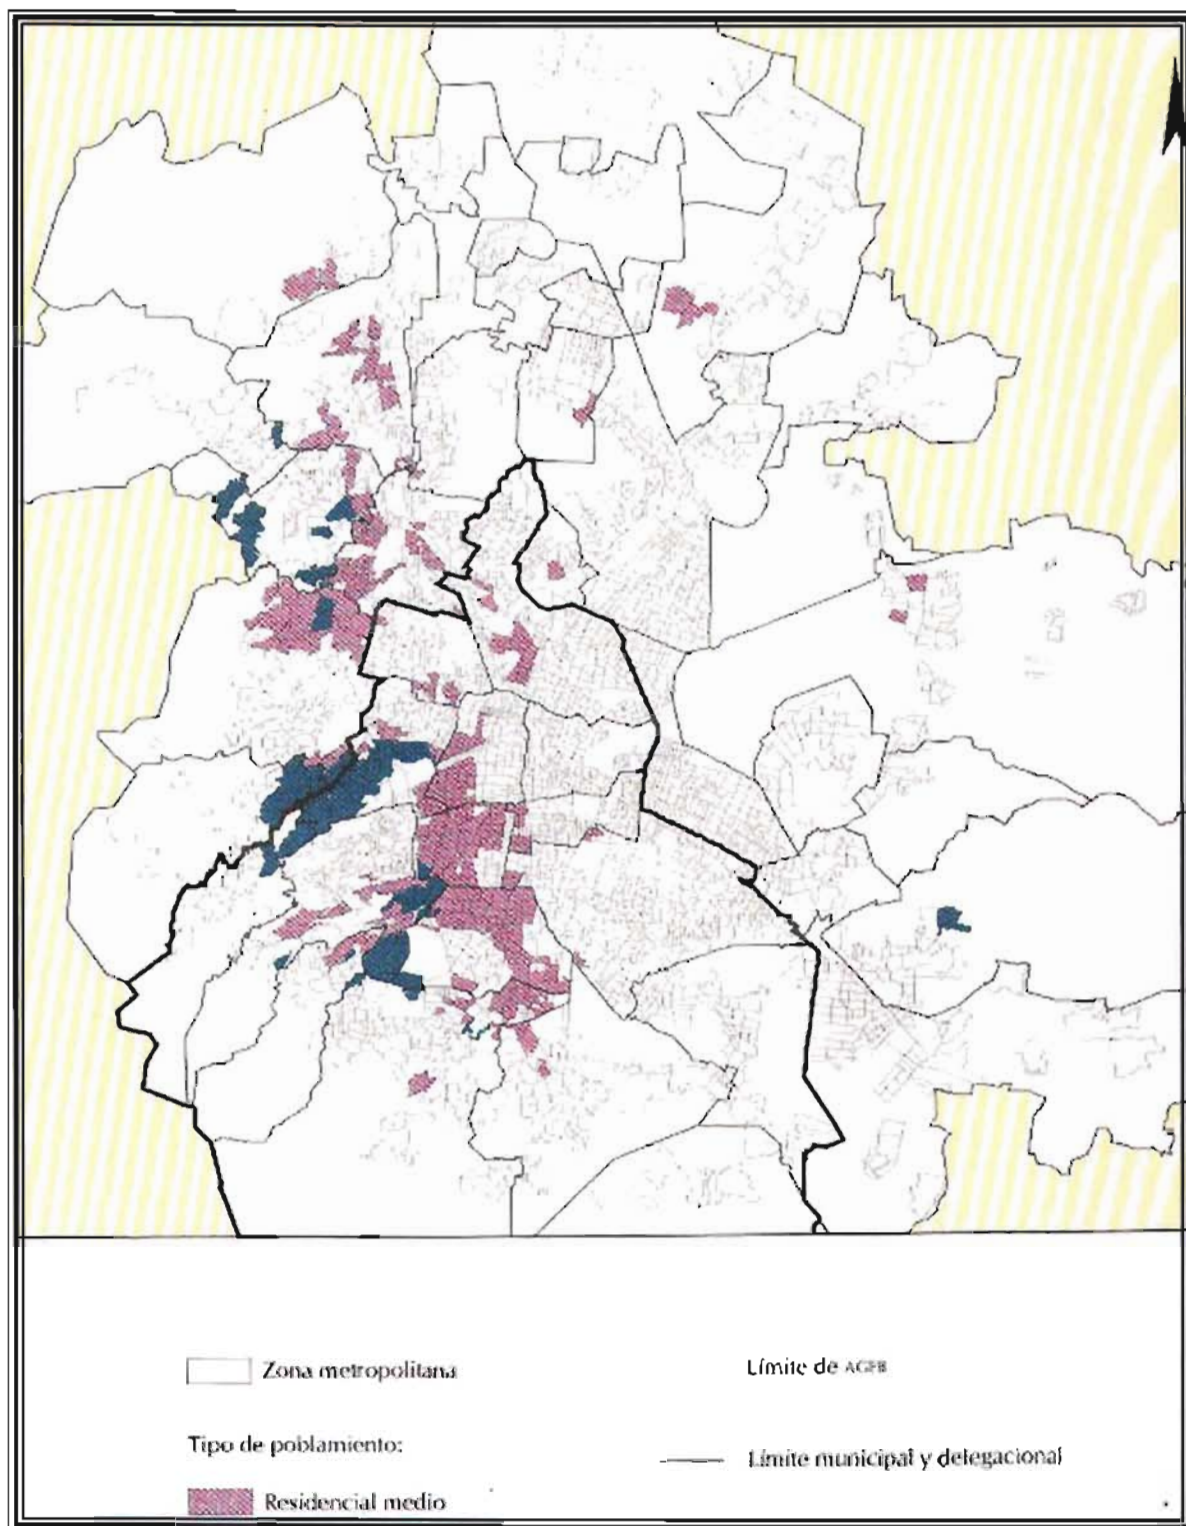 Zona metropolitana
Límite de AGEB
Tipo de poblamiento:
Límite municipal y delegacional
Residencial medio